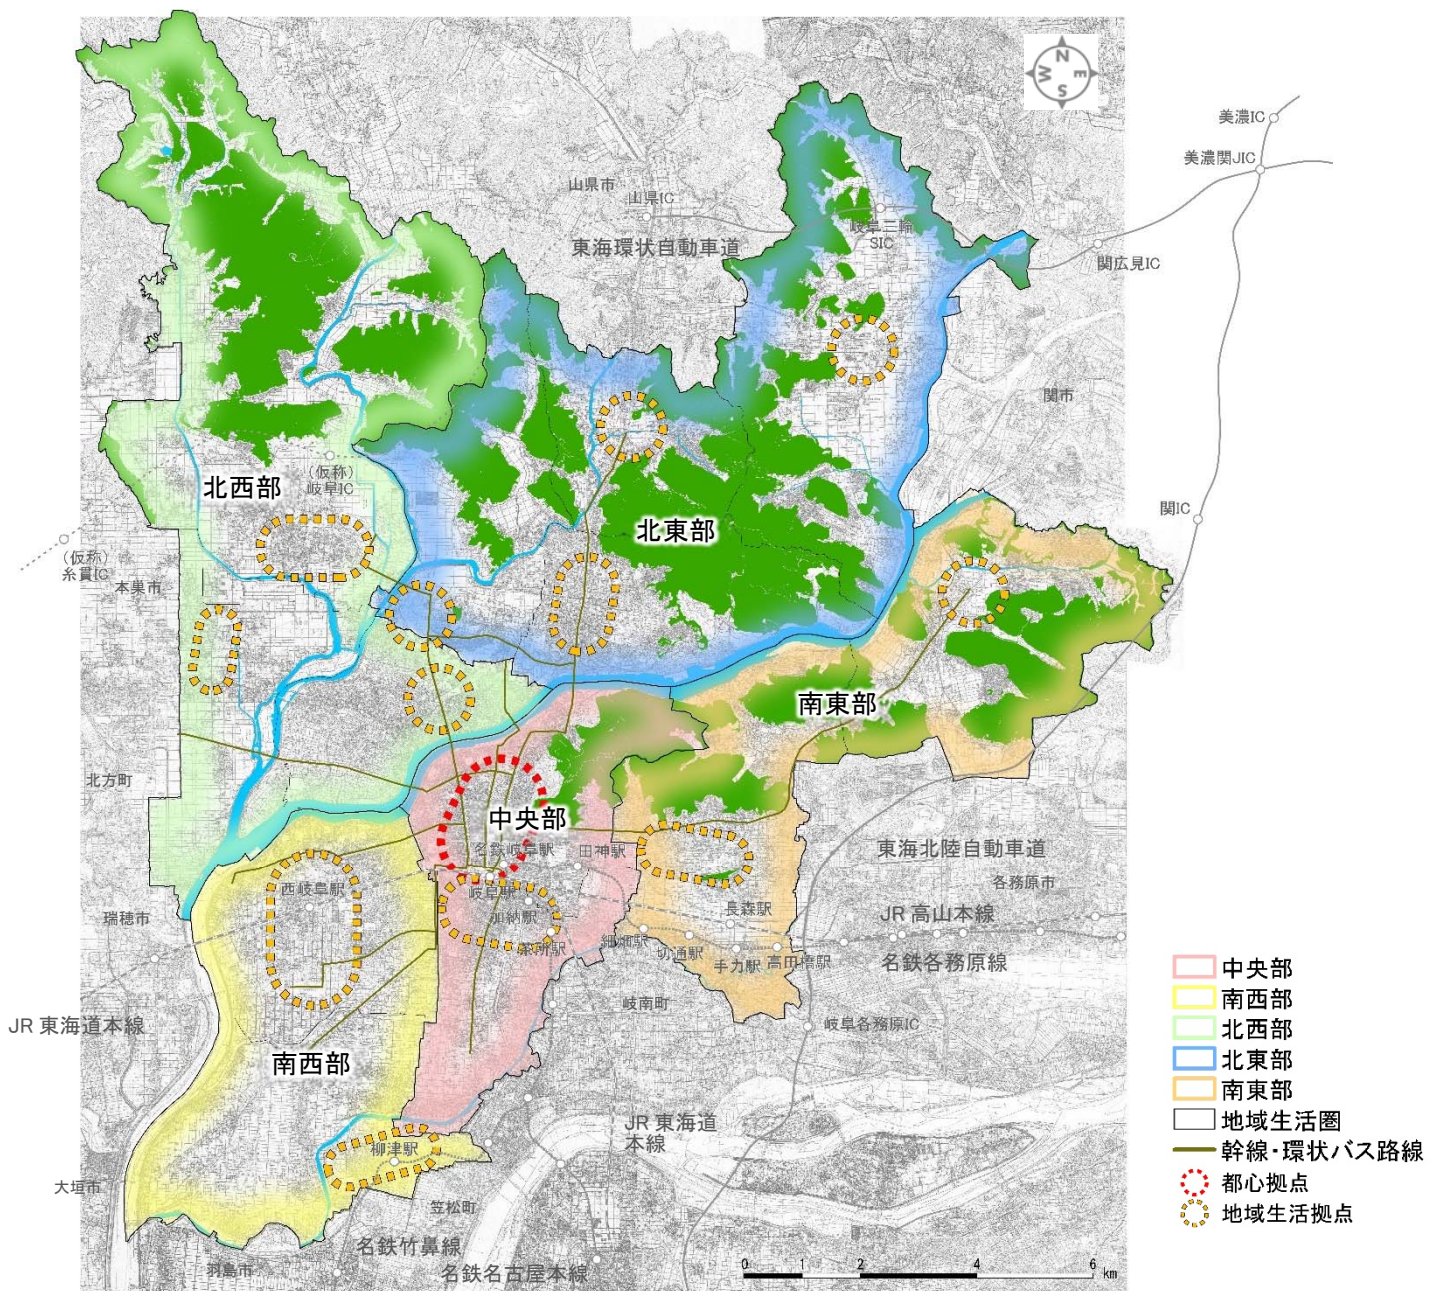 N
W
E
S
美濃IC
美濃関JIC
山県市
山県IC
岐阜三輪
SIC
東海環状自動車道
関広見IC
関市
(仮称)
岐阜IC
北西部
関IC
北東部
(仮称)
糸貫IC
本巣市
南東部
北方町
中央部
名鉄岐阜駅
田神駅
東海北陸自動車道
西岐阜駅
岐阜駅
各務原市
瑞穂市
加納駅
長森駅
JR 高山本線
茶所駅
細畑駅
切通駅
手力駅
高田橋駅
名鉄各務原線
岐南町
JR 東海道本線
岐阜各務原IC
南西部
JR 東海道
本線
柳津駅
大垣市
笠松町
名鉄竹鼻線
羽島市
名鉄名古屋本線
中央部
南西部
北西部
北東部
南東部
地域生活圏
幹線・環状バス路線
都心拠点
地域生活拠点
0
2
4
6
km